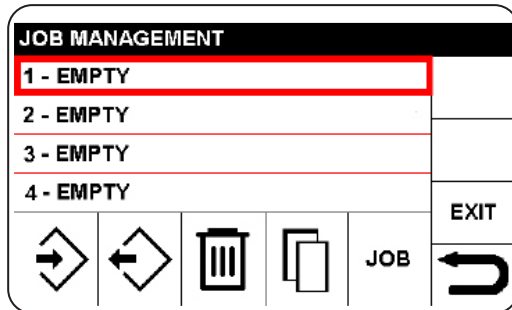 JOB MANAGEMENT
1 - EMPTY
2 - EMPTY
3 - EMPTY
4 - EMPTY
EXIT
JOB